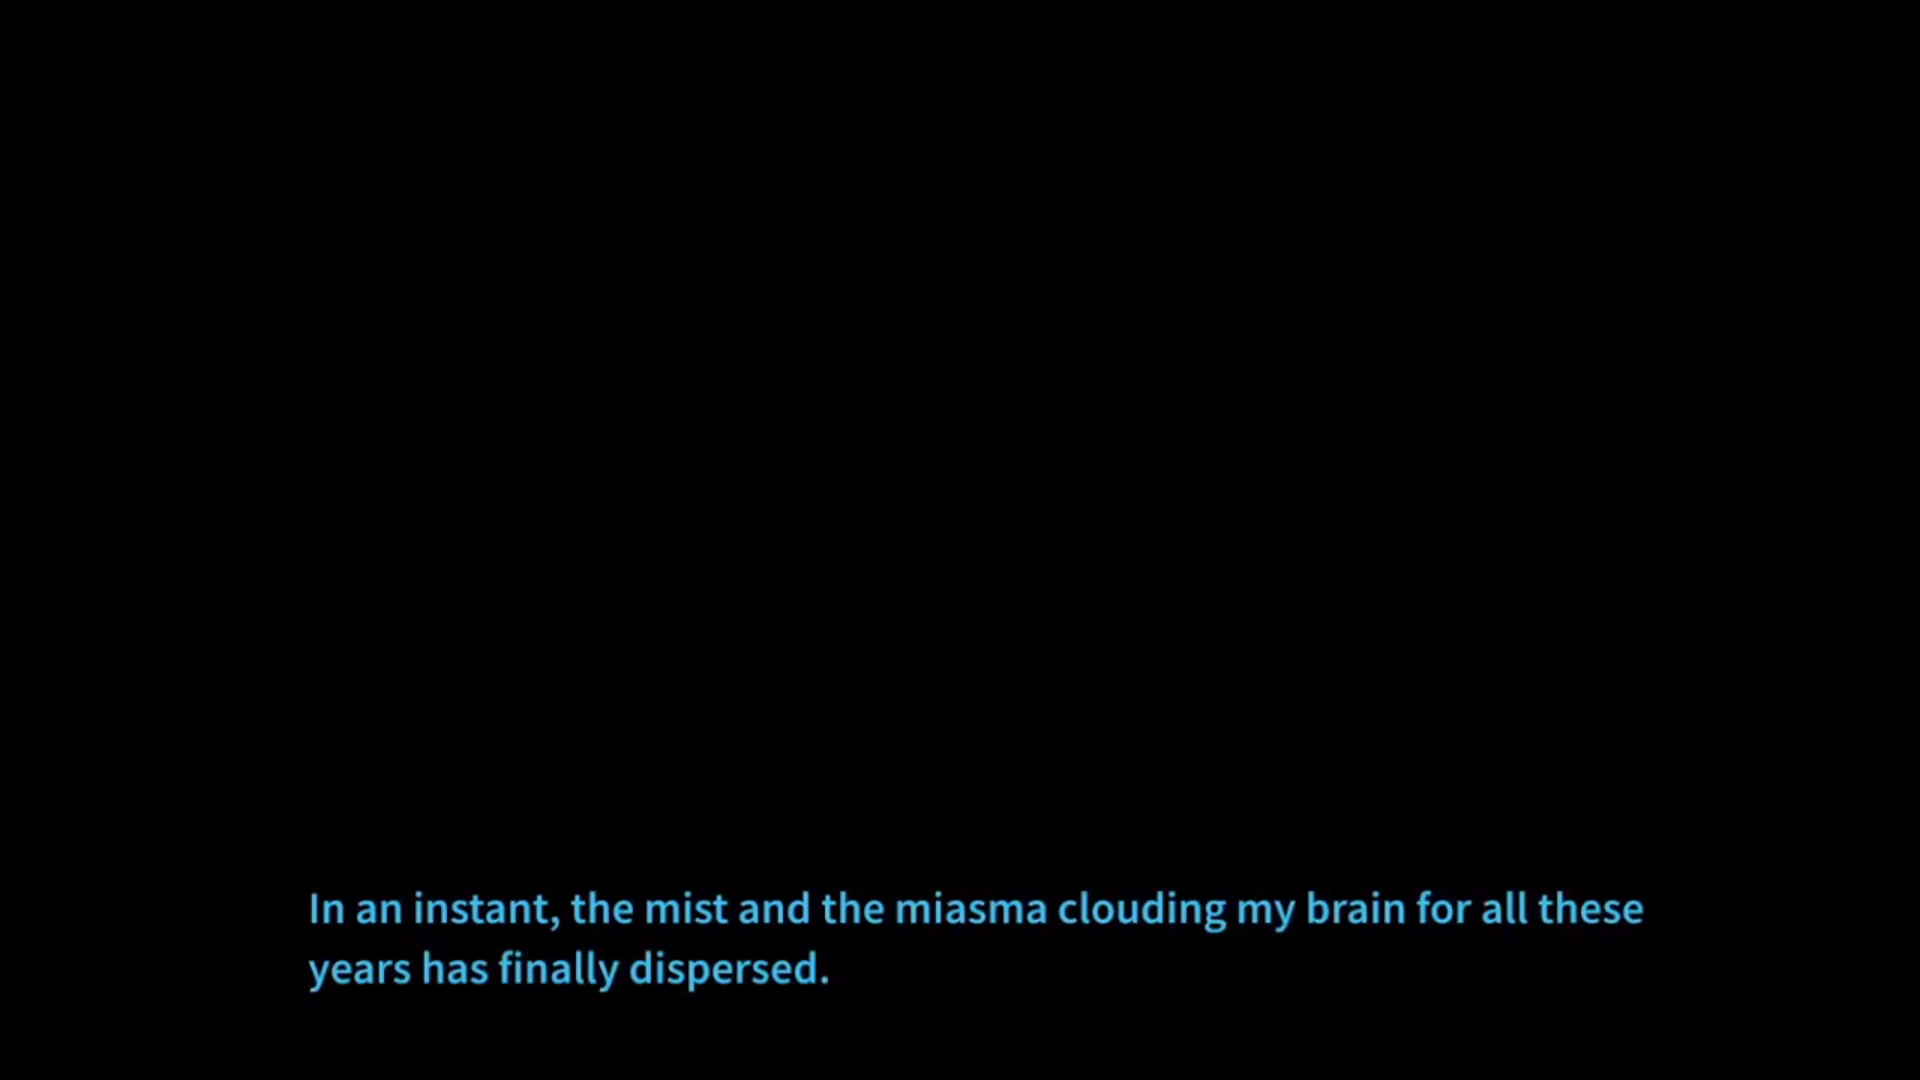 In an instant, the mist and the miasma clouding my brain for all these
years has finally dispersed.